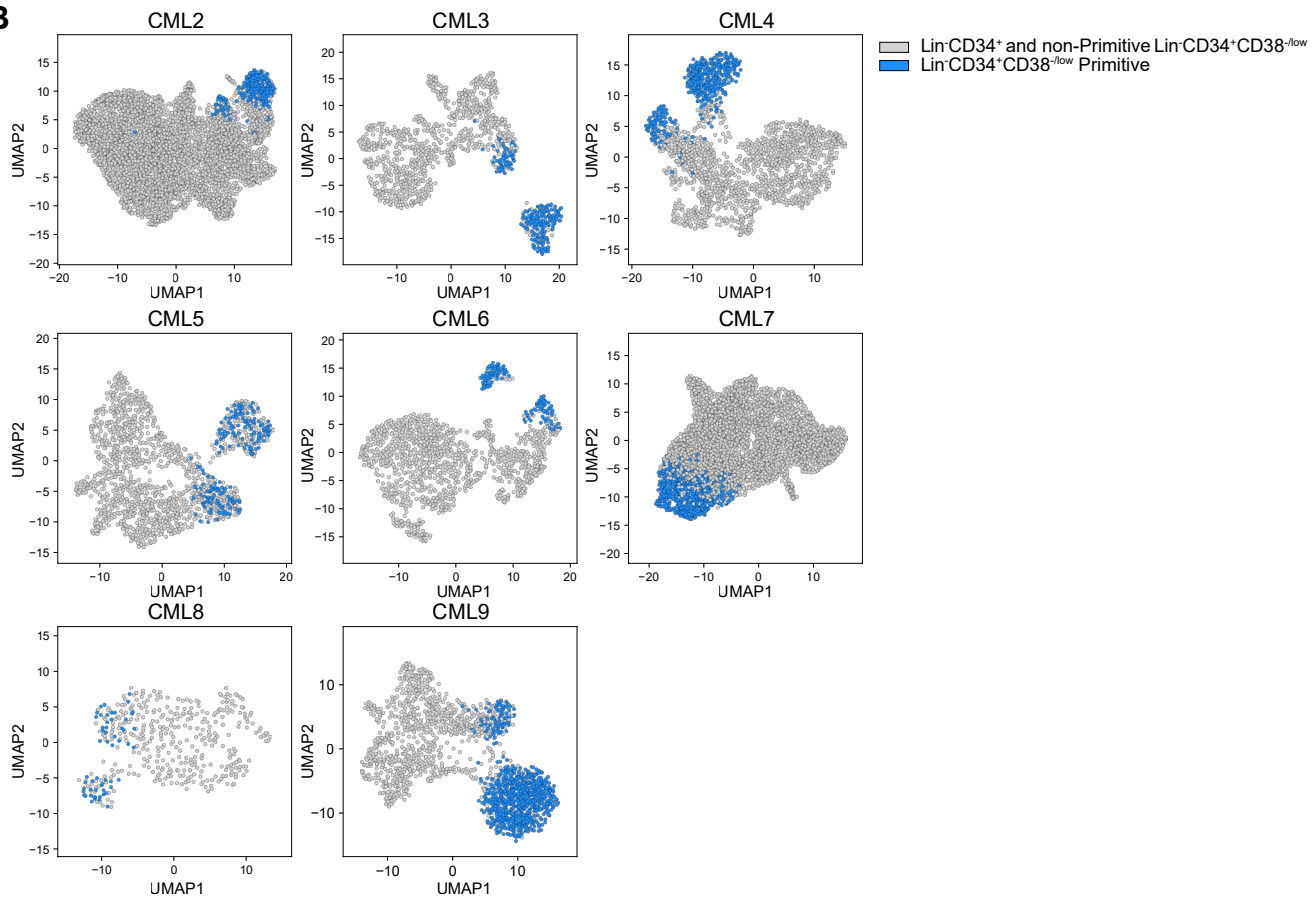 B
CML2 CML3 CML4
Lin-CD34+ and non-Primitive Lin-CD34+CD38-/low
Lin-CD34+CD38-/low Primitive
15
10
5
0
−5
−10
−15
−20
UMAP2
−20 −10 0 10
UMAP1
20
15
10
5
0
−5
−10
−15
UMAP2
−10 0 10 20
UMAP1
15
10
5
0
−5
−10
−15
UMAP2
−20 −10 0 10
UMAP1
CML5 CML6 CML7
20
15
10
5
0
−5
−10
−15
UMAP2
−10 0 10 20
UMAP1
20
15
10
5
0
−5
−10
−15
UMAP2
−10 0 10 20
UMAP1
15
10
5
0
−5
−10
−15
−20
UMAP2
−20 −10 0 10
UMAP1
CML8 CML9
15
10
5
0
−5
−10
−15
UMAP2
−10 0 10
UMAP1
10
0
−10
UMAP2
−10 0 10
UMAP1